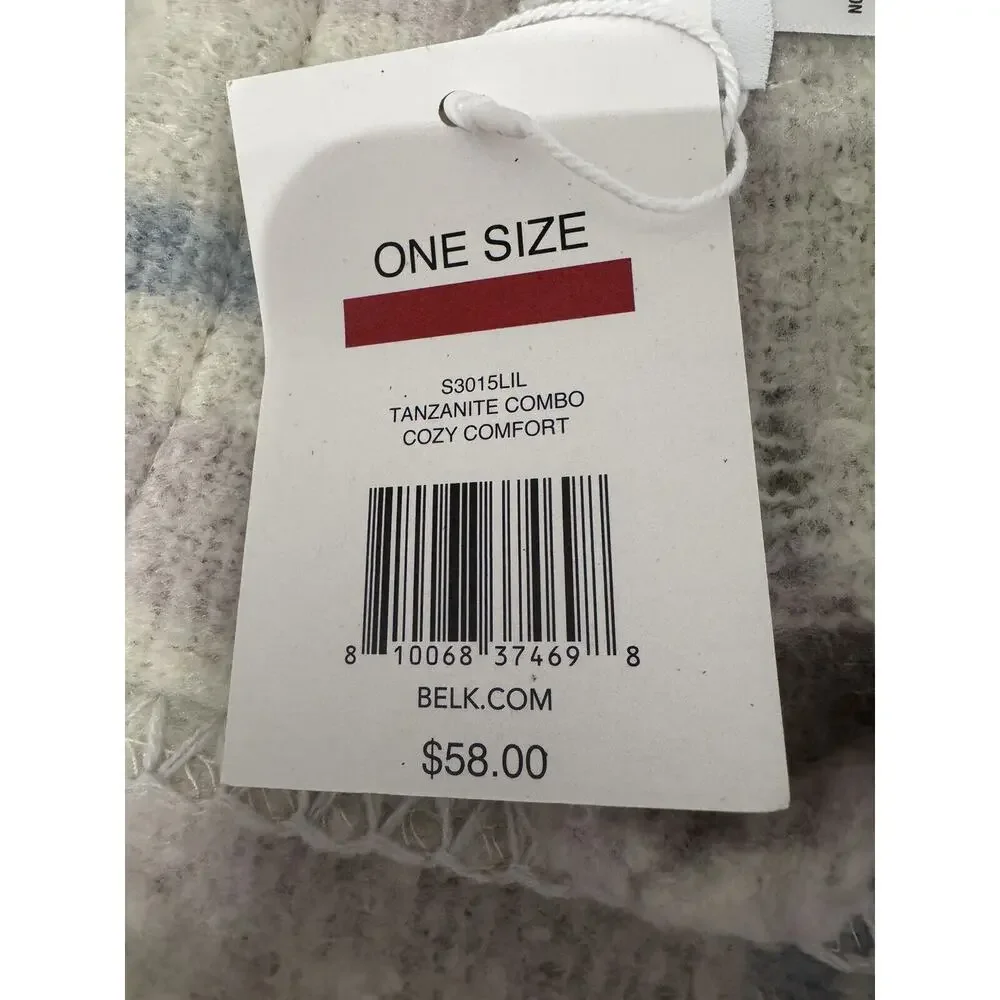 ONE SIZE
S3015LIL
TANZANITE COMBO
COZY COMFORT
8 10068 37469 8
BELK.COM
$58.00